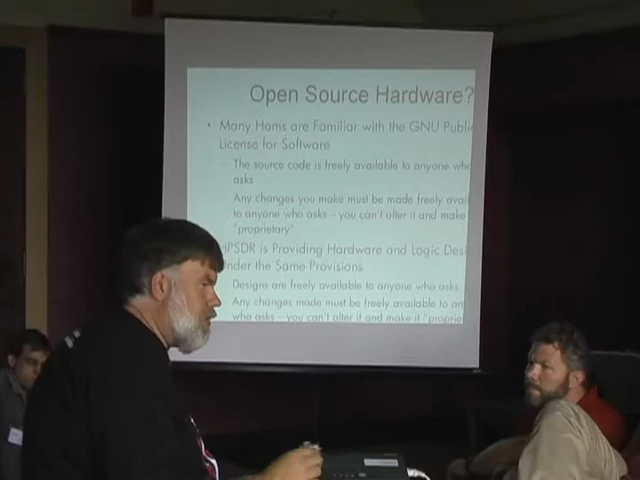 Open Source Hardware?
• Many Hams are Familiar with the GNU Publi
License for Software
The source code is freely available to anyone who
asks
Any changes you make must be made freely avai
to anyone who asks – you can't alter it and make
"proprietary"
HPSDR is Providing Hardware and Logic Desi
Under the Same Provisions
Designs are freely available to anyone who asks
Any changes made must be freely available to an
who asks – you can't alter it and make it "proprie